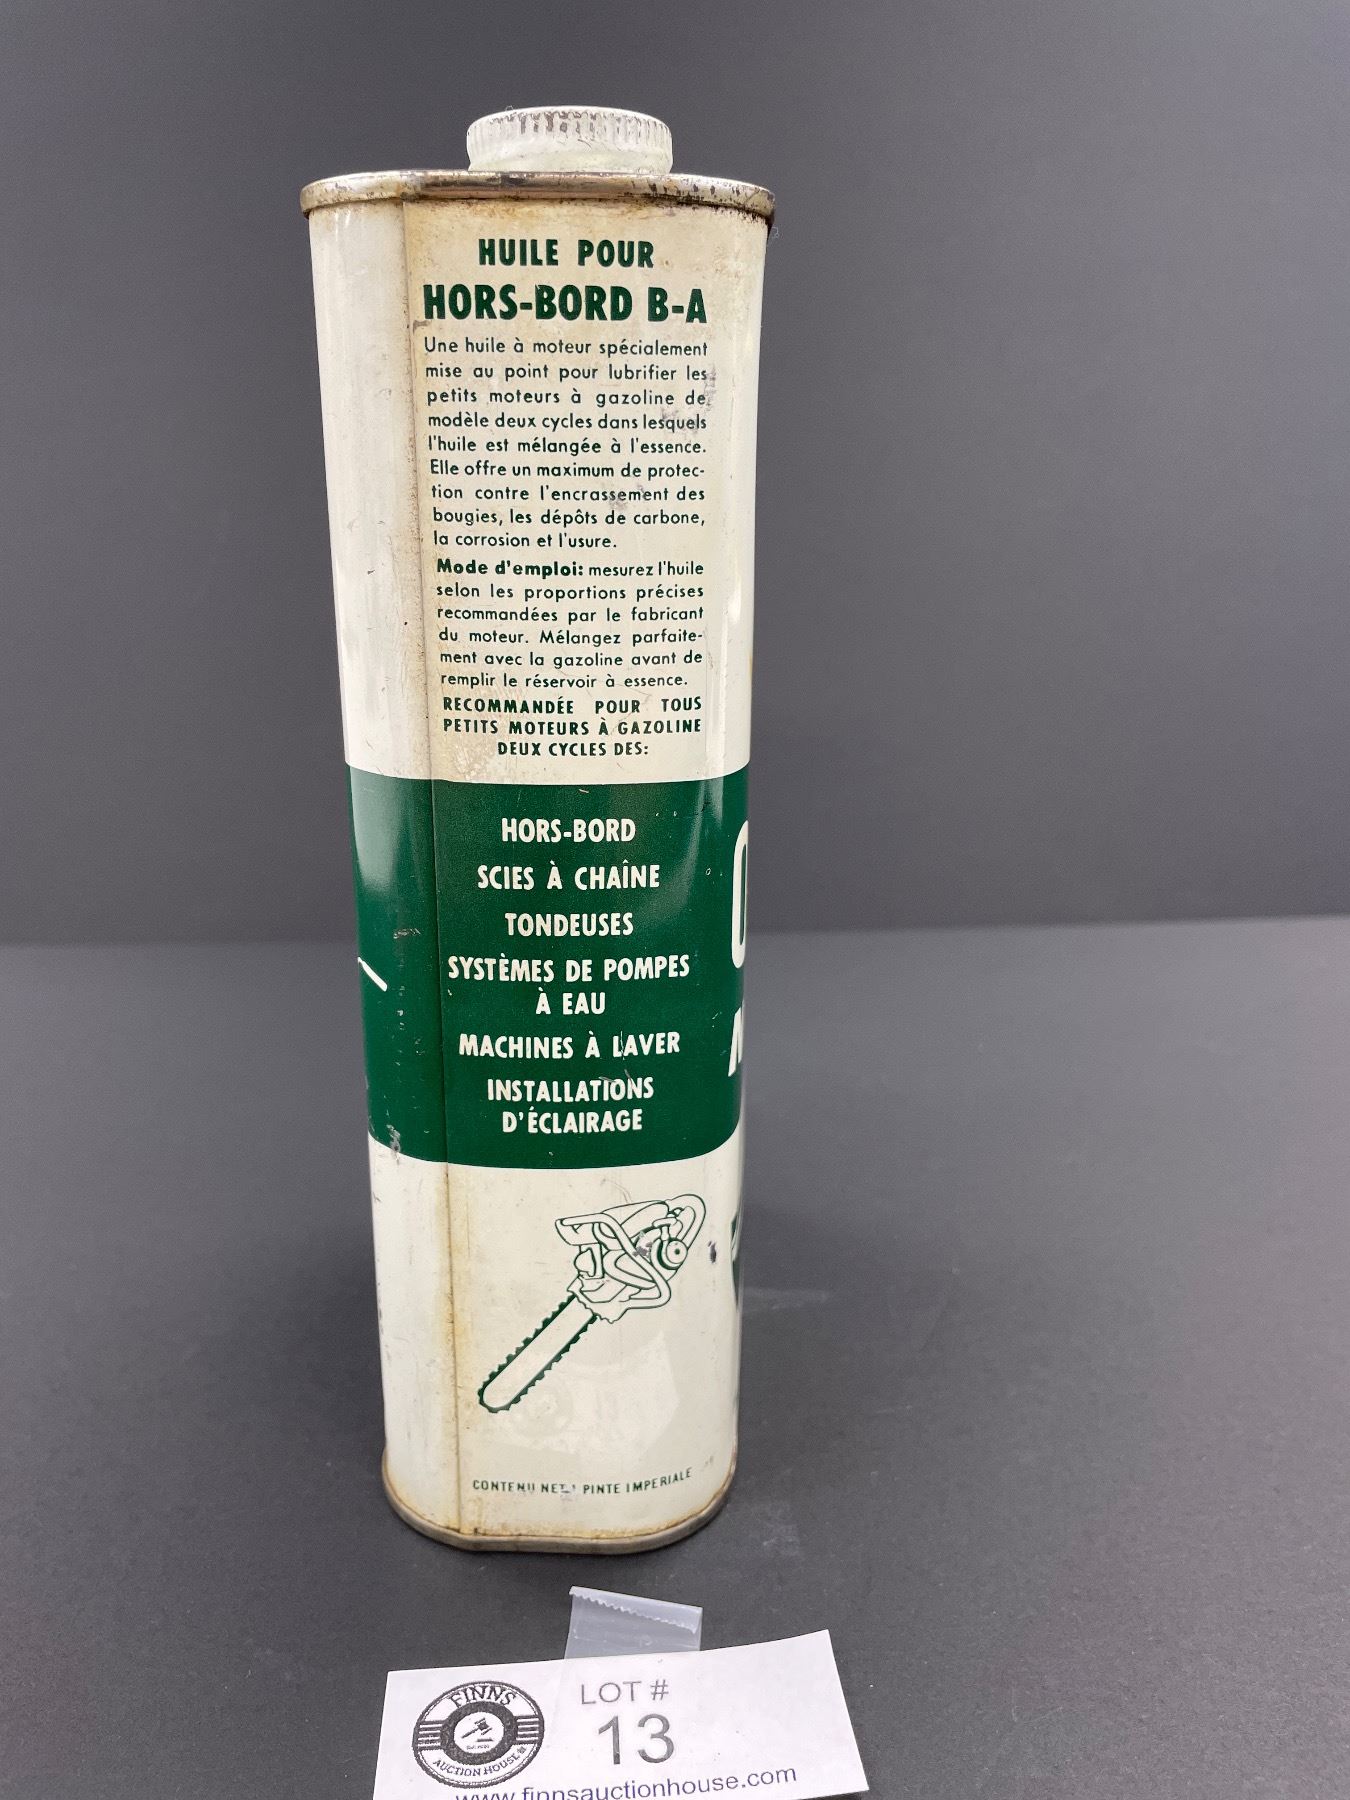 HUILE POUR
HORS-BORD B-A
Une huile à moteur spécialement
mise au point pour lubrifier les
petits moteurs à gazoline de
modèle deux cycles dans lesquels
l'huile est mélangée à l'essence.
Elle offre un maximum de protec-
tion contre l'encrassement des
bougies, les dépôts de carbone,
la corrosion et l'usure.
Mode d'emploi: mesurez l'huile
selon les proportions précises
recommandées par le fabricant
du moteur. Mélangez parfaite-
ment avec la gazoline avant de
remplir le réservoir à essence.
RECOMMANDÉE POUR TOUS
PETITS MOTEURS À GAZOLINE
DEUX CYCLES DES:
HORS-BORD
SCIES À CHAÎNE
TONDEUSES
SYSTÈMES DE POMPES
À EAU
MACHINES À LAVER
INSTALLATIONS
D'ÉCLAIRAGE
CONTENU NET 1 PINTE IMPERIALE
FINNS
AUCTION HOUSE
LOT #
13
www.finnsauctionhouse.com